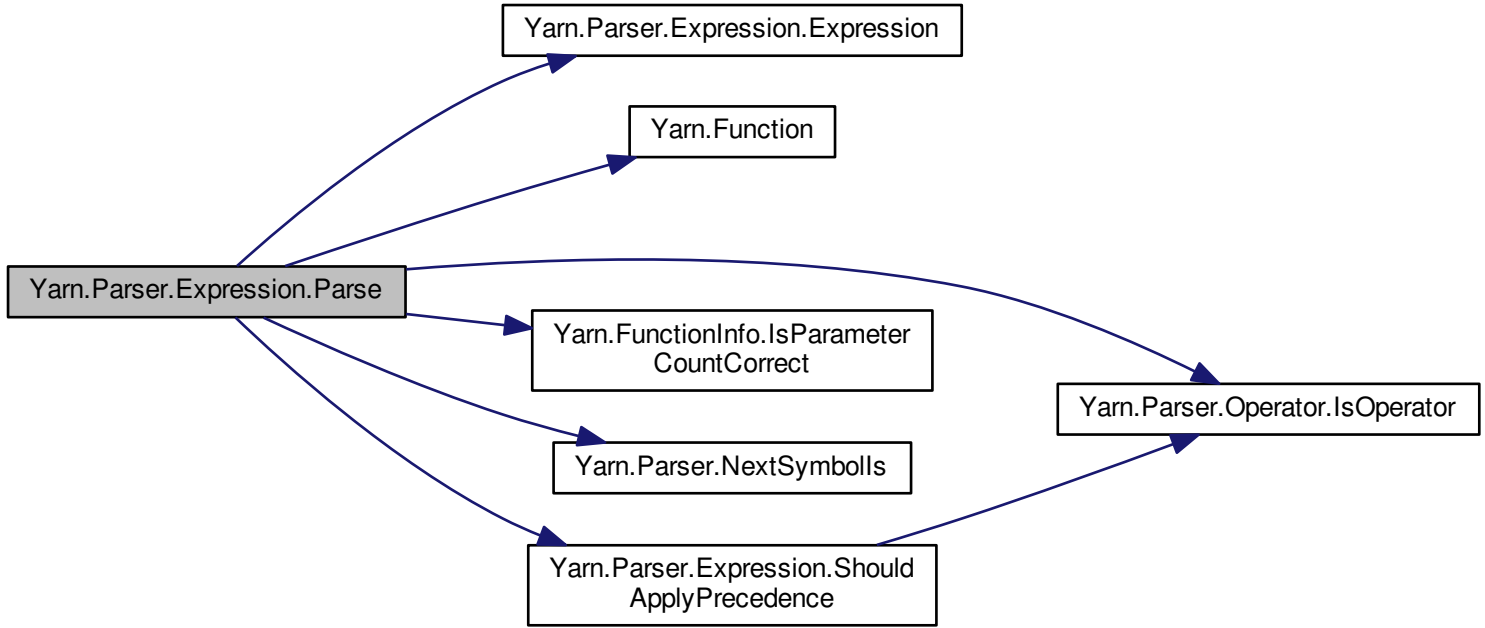 Yarn.Parser.Expression.Expression
Yarn.Function
Yarn.Parser.Expression.Parse
Yarn.FunctionInfo.IsParameter
CountCorrect
Yarn.Parser.Operator.IsOperator
Yarn.Parser.NextSymbolIs
Yarn.Parser.Expression.Should
ApplyPrecedence